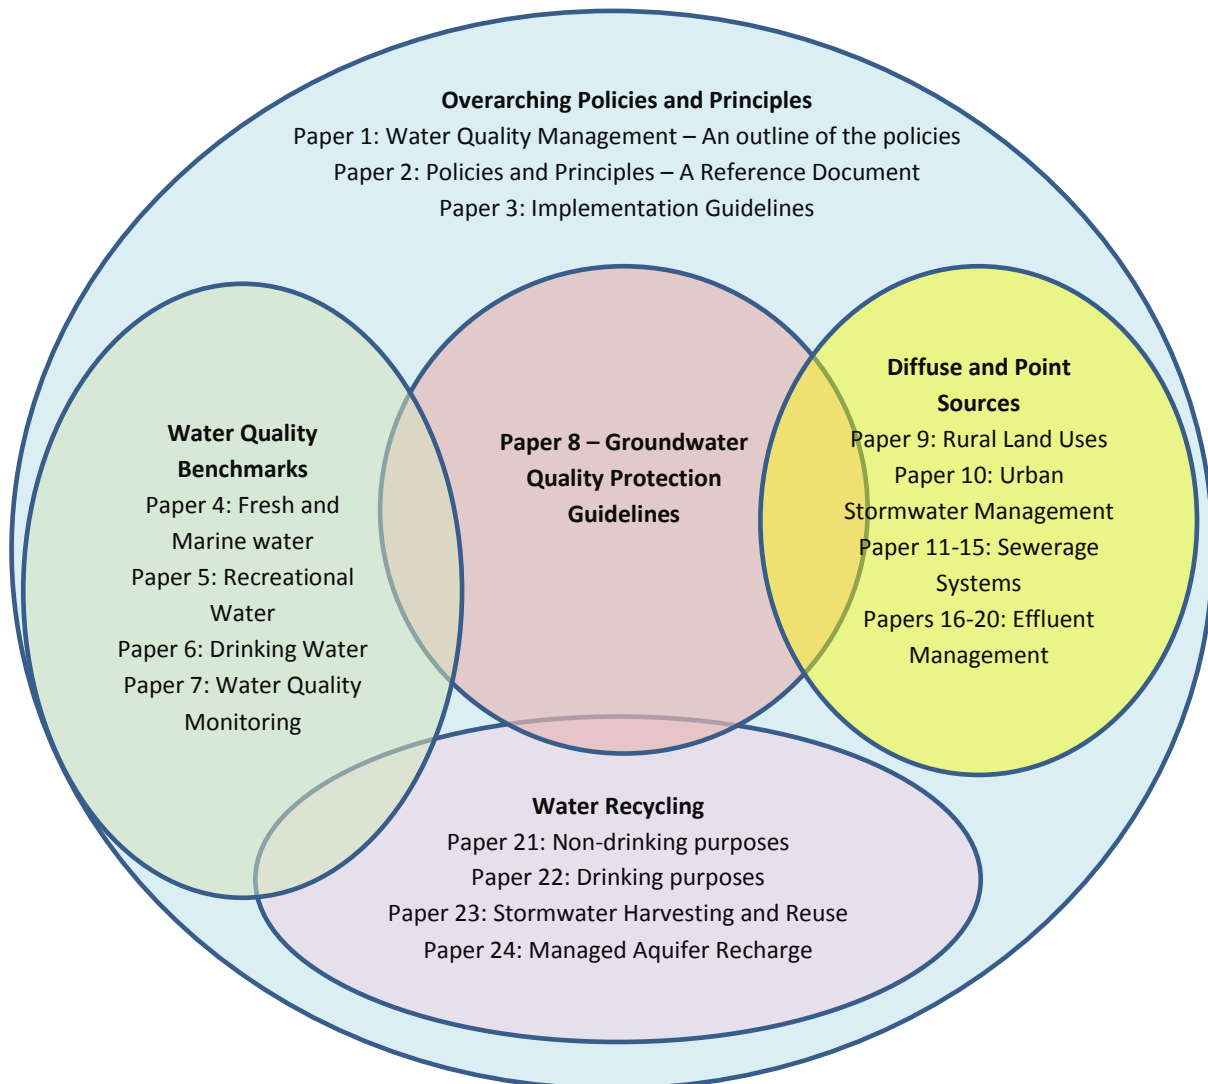 Overarching Policies and Principles
Paper 1: Water Quality Management – An outline of the policies
Paper 2: Policies and Principles – A Reference Document
Paper 3: Implementation Guidelines
Water Quality
Benchmarks
Paper 4: Fresh and
Marine water
Paper 5: Recreational
Water
Paper 6: Drinking Water
Paper 7: Water Quality
Monitoring
Paper 8 – Groundwater
Quality Protection
Guidelines
Diffuse and Point
Sources
Paper 9: Rural Land Uses
Paper 10: Urban
Stormwater Management
Paper 11-15: Sewerage
Systems
Papers 16-20: Effluent
Management
Water Recycling
Paper 21: Non-drinking purposes
Paper 22: Drinking purposes
Paper 23: Stormwater Harvesting and Reuse
Paper 24: Managed Aquifer Recharge